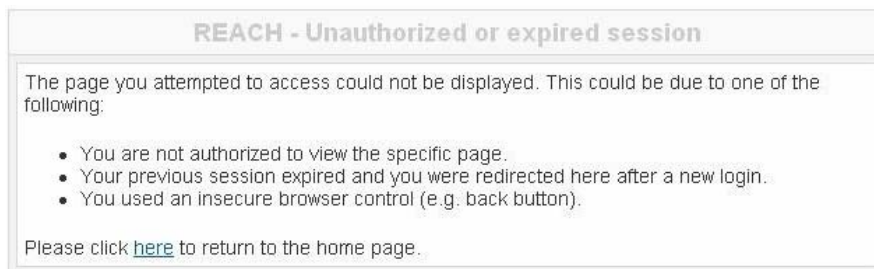 REACH - Unauthorized or expired session
The page you attempted to access could not be displayed. This could be due to one of the
following:
• You are not authorized to view the specific page.
• Your previous session expired and you were redirected here after a new login.
• You used an insecure browser control (e.g. back button).
Please click here to return to the home page.